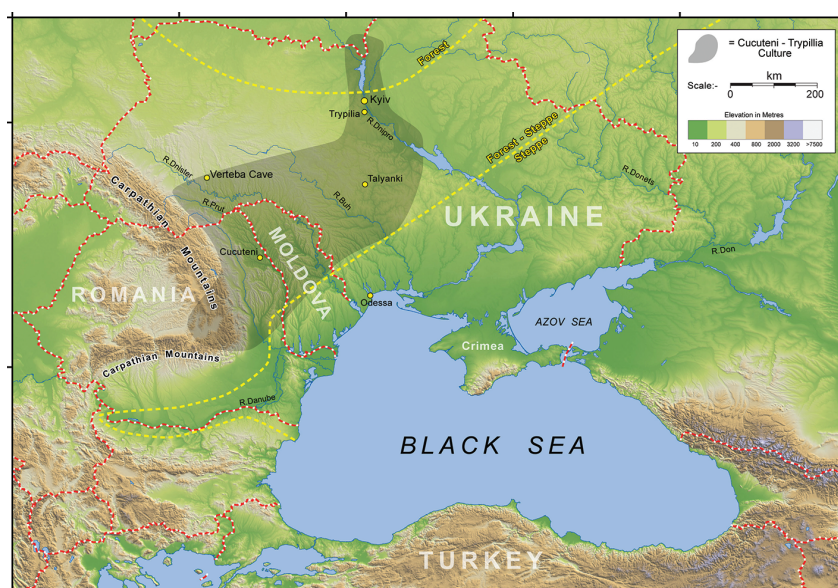 = Cucuteni - Trypillia
Culture
km
Scale:-
0 200
Elevation in Metres
10 200 400 600 2000 3200 >7500
Forest
Kyiv
Trypilia
R.Dnipro
Forest - Steppe
Steppe
R.Dnister
Verteba Cave
Talyanki
R.Donets
Carpathian
Mountains
R.Prut
R.Buh
UKRAINE
Cucuteni
MOLDOVA
R.Don
ROMANIA
Odessa
AZOV SEA
Crimea
Carpathian Mountains
R.Danube
BLACK SEA
TURKEY